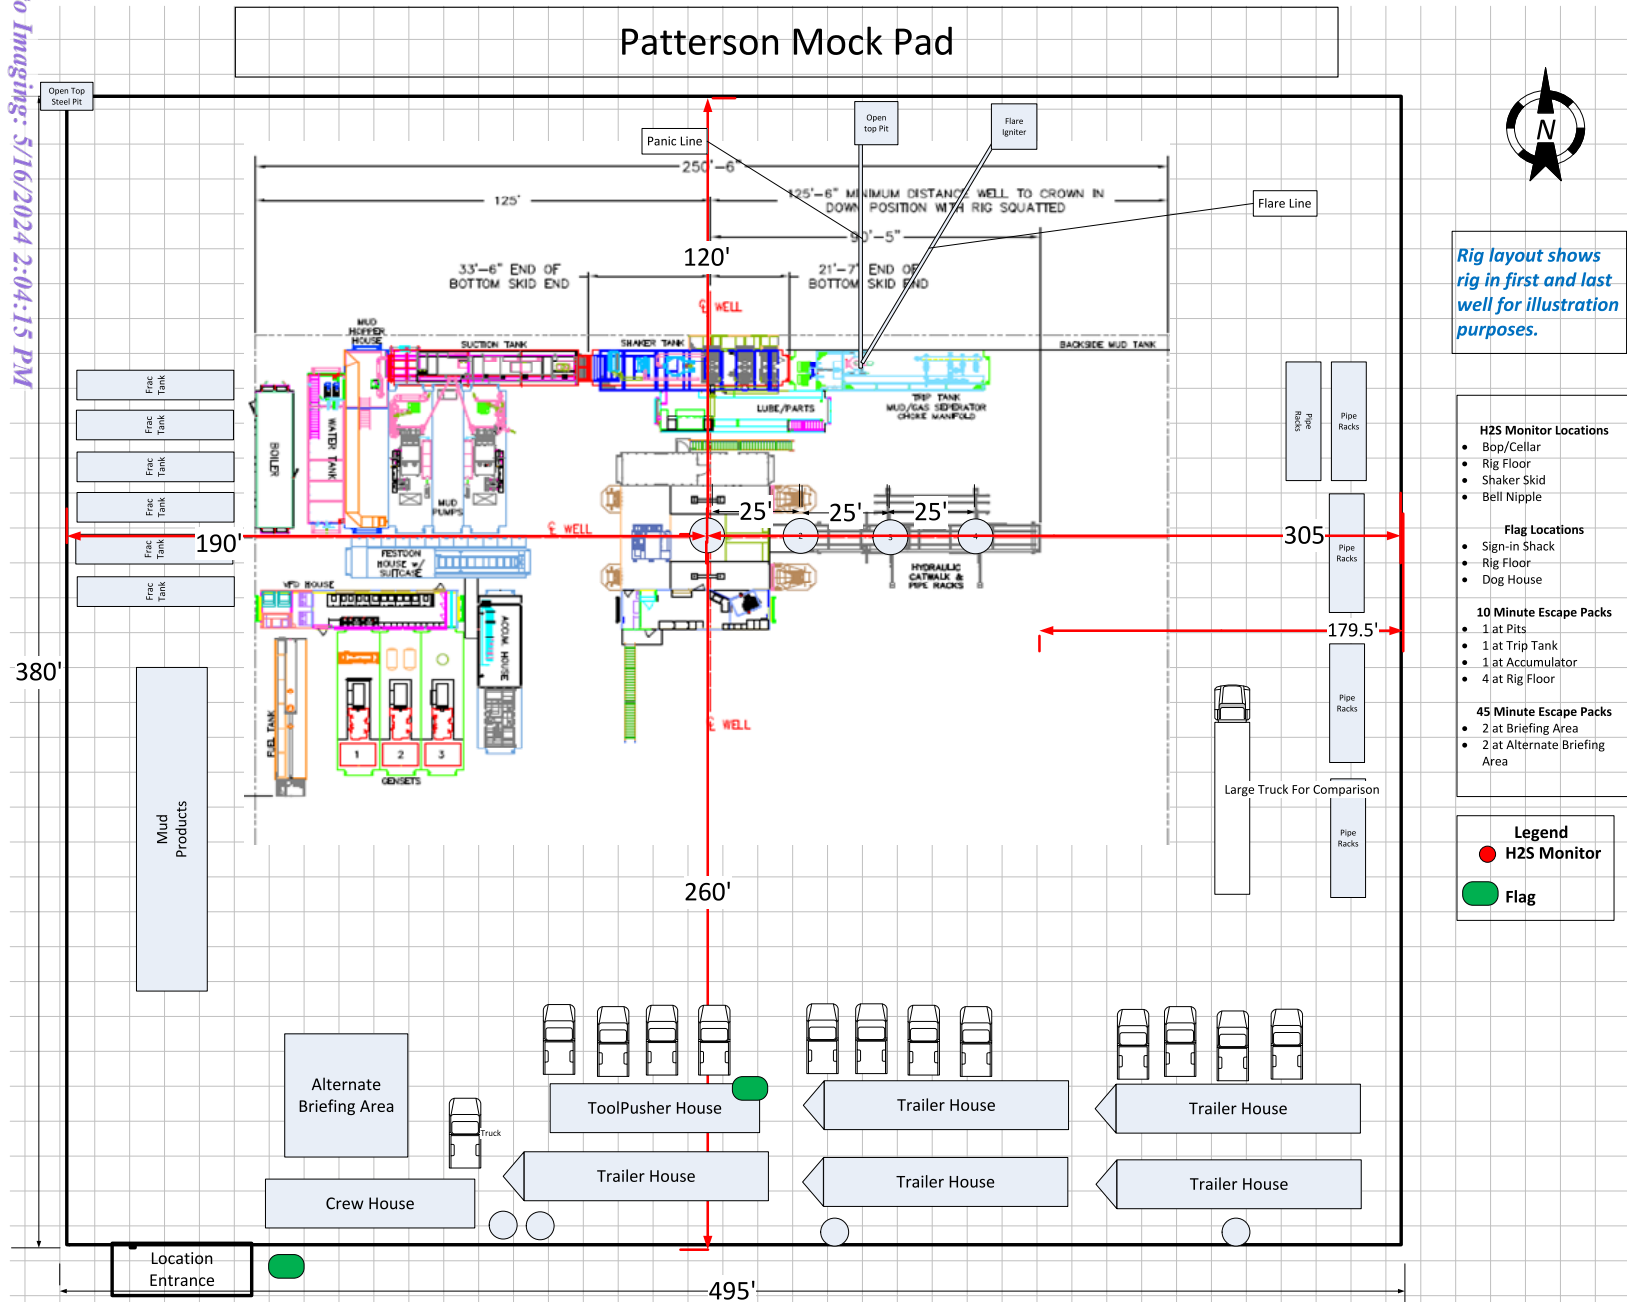 o Imaging: 5/16/2024 2:04:15 PM
Patterson Mock Pad
Open Top
Steel Pit
Open
top Pit
Flare
Igniter
Panic Line
N
250'-6"
125'
125'-6" MINIMUM DISTANCE WELL TO CROWN IN
DOWN POSITION WITH RIG SQUATTED
Flare Line
90'-5"
120'
33'-6" END OF
BOTTOM SKID END
21'-7" END OF
BOTTOM SKID END
Rig layout shows
rig in first and last
well for illustration
purposes.
℄ WELL
MUD
HOPPER
HOUSE
SUCTION TANK
SHAKER TANK
BACKSIDE MUD TANK
Frac
Tank
Frac
Tank
Frac
Tank
Frac
Tank
Frac
Tank
Frac
Tank
BOILER
WATER TANK
MUD
PUMPS
LUBE/PARTS
TRIP TANK
MUD/GAS SEPERATOR
CHOKE MANIFOLD
Pipe
Racks
Pipe
Racks
Pipe
Racks
Pipe
Racks
Pipe
Racks
H2S Monitor Locations
• Bop/Cellar
• Rig Floor
• Shaker Skid
• Bell Nipple
Flag Locations
• Sign-in Shack
• Rig Floor
• Dog House
10 Minute Escape Packs
• 1 at Pits
• 1 at Trip Tank
• 1 at Accumulator
• 4 at Rig Floor
45 Minute Escape Packs
• 2 at Briefing Area
• 2 at Alternate Briefing
Area
25'
25'
25'
℄ WELL
2
3
4
190'
305
FESTOON
HOUSE w/
SUITCASE
HYDRAULIC
CATWALK &
PIPE RACKS
VFD HOUSE
ACCUM. HOUSE
179.5'
380'
FUEL TANK
1
2
3
GENSETS
℄ WELL
Large Truck For Comparison
Mud
Products
260'
Legend
H2S Monitor
Flag
Alternate
Briefing Area
Truck
ToolPusher House
Trailer House
Trailer House
Crew House
Trailer House
Trailer House
Trailer House
Location
Entrance
495'